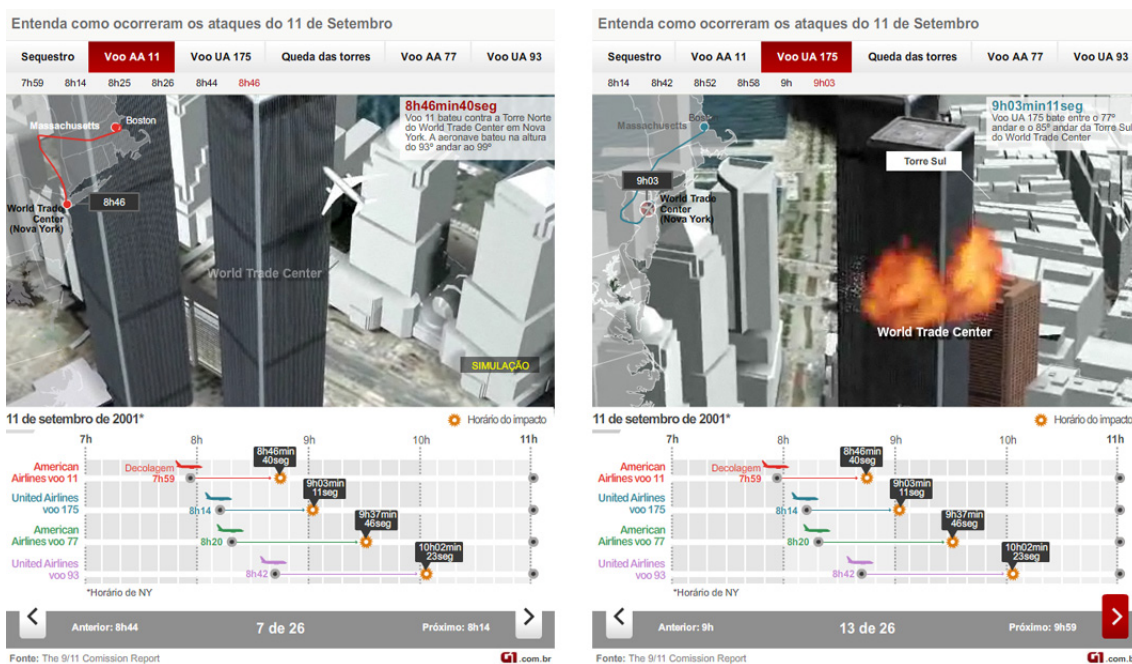 Entenda como ocorreram os ataques do 11 de Setembro
Sequestro Voo AA 11 Voo UA 175 Queda das torres Voo AA 77 Voo UA 93
7h59 8h14 8h25 8h26 8h44 8h46
8h46min40seg
Voo 11 bateu contra a Torre Norte
do World Trade Center em Nova
York. A aeronave bateu na altura
do 93º andar ao 99º
Boston
Massachusetts
8h46
World Trade
Center
(Nova York)
World Trade Center
SIMULAÇÃO
11 de setembro de 2001*
Horário do impacto
7h 8h 9h 10h 11h
American
Airlines voo 11
Decolagem
7h59
8h46min
40seg
United Airlines
voo 175
8h14
9h03min
11seg
American
Airlines voo 77
8h20
9h37min
46seg
United Airlines
voo 93
8h42
10h02min
23seg
*Horário de NY
Anterior: 8h44 7 de 26 Próximo: 8h14
Fonte: The 9/11 Comission Report
G1.com.br
Entenda como ocorreram os ataques do 11 de Setembro
Sequestro Voo AA 11 Voo UA 175 Queda das torres Voo AA 77 Voo UA 93
8h14 8h42 8h52 8h58 9h 9h03
9h03min11seg
Voo UA 175 bate entre o 77º
andar e o 85º andar da Torre Sul
do World Trade Center
Bost
Massachusetts
Torre Sul
9h03
World Trade
Center
(Nova York)
World Trade Center
11 de setembro de 2001*
Horário do impacto
7h 8h 9h 10h 11h
American
Airlines voo 11
Decolagem
7h59
8h46min
40seg
United Airlines
voo 175
8h14
9h03min
11seg
American
Airlines voo 77
8h20
9h37min
46seg
United Airlines
voo 93
8h42
10h02min
23seg
*Horário de NY
Anterior: 9h 13 de 26 Próximo: 9h59
Fonte: The 9/11 Comission Report
G1.com.b